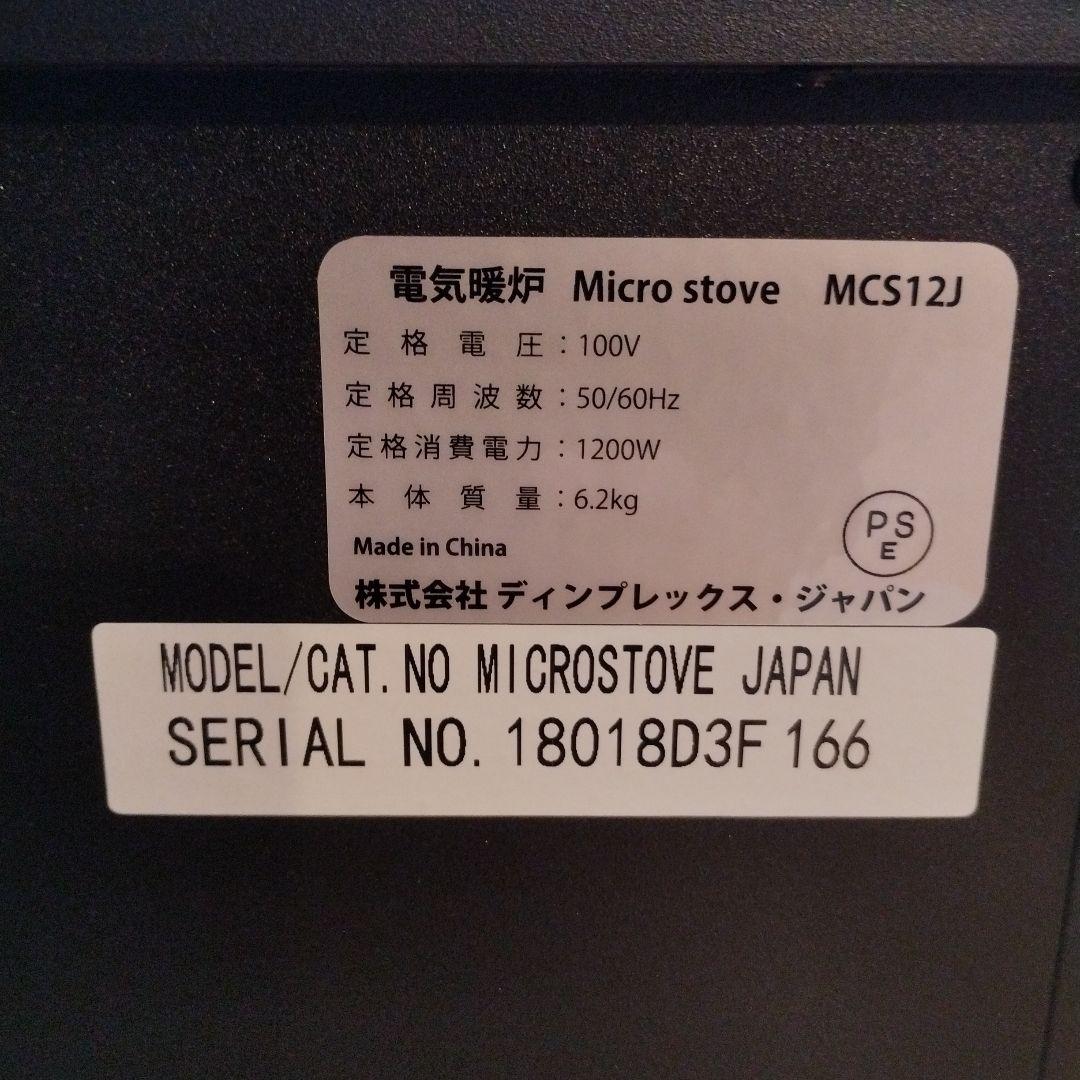 電気暖炉 Micro stove MCS12J
定格電圧：100V
定格周波数：50/60Hz
定格消費電力：1200W
本体質量：6.2kg
PSE
Made in China
株式会社 ディンプレックス・ジャパン
MODEL/CAT.NO MICROSTOVE JAPAN
SERIAL NO. 18018D3F166